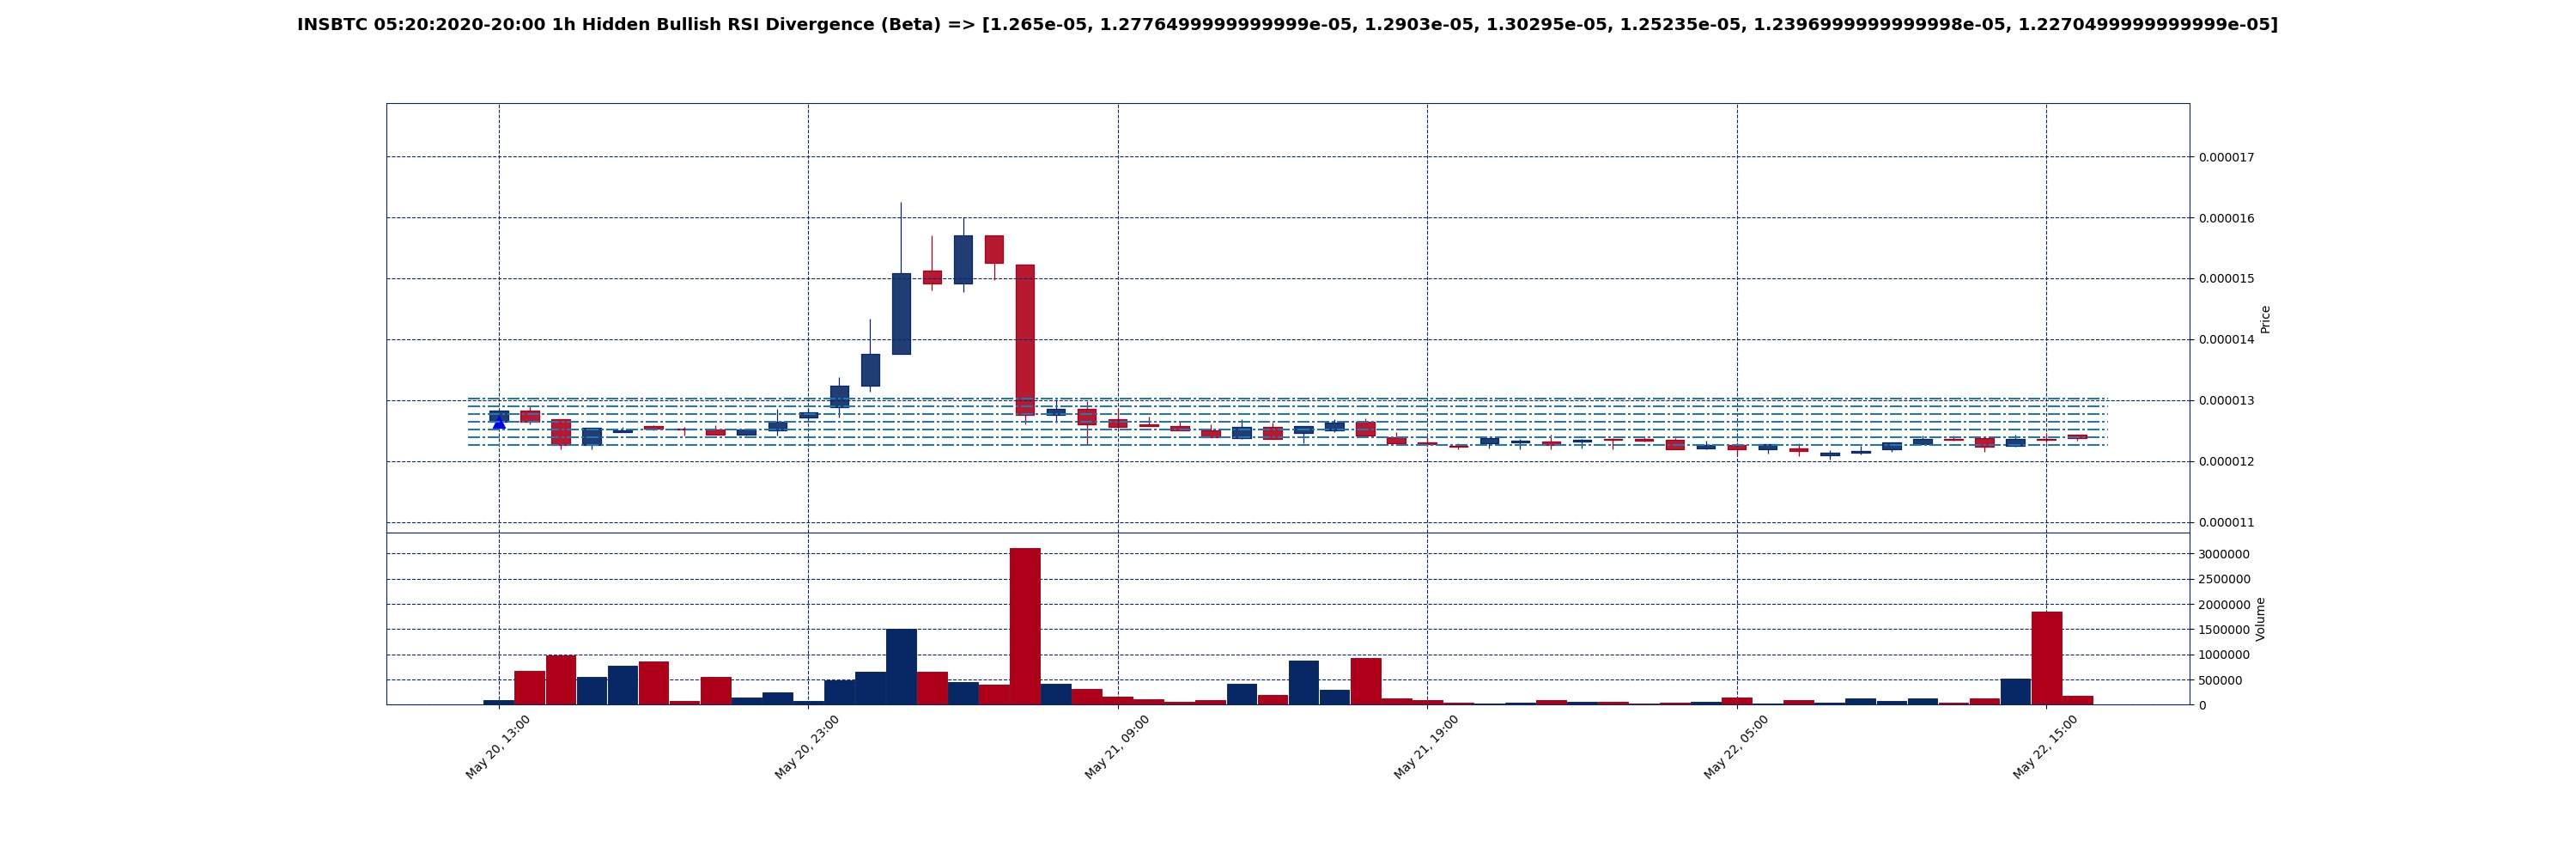 INSBTC 05:20:2020-20:00 1h Hidden Bullish RSI Divergence (Beta) => [1.265e-05, 1.2776499999999999e-05, 1.2903e-05, 1.30295e-05, 1.25235e-05, 1.2396999999999998e-05, 1.2270499999999999e-05]
0.000017
0.000016
0.000015
0.000014
0.000013
0.000012
0.000011
Price
3000000
2500000
2000000
1500000
1000000
500000
0
Volume
May 20, 13:00
May 20, 23:00
May 21, 09:00
May 21, 19:00
May 22, 05:00
May 22, 15:00